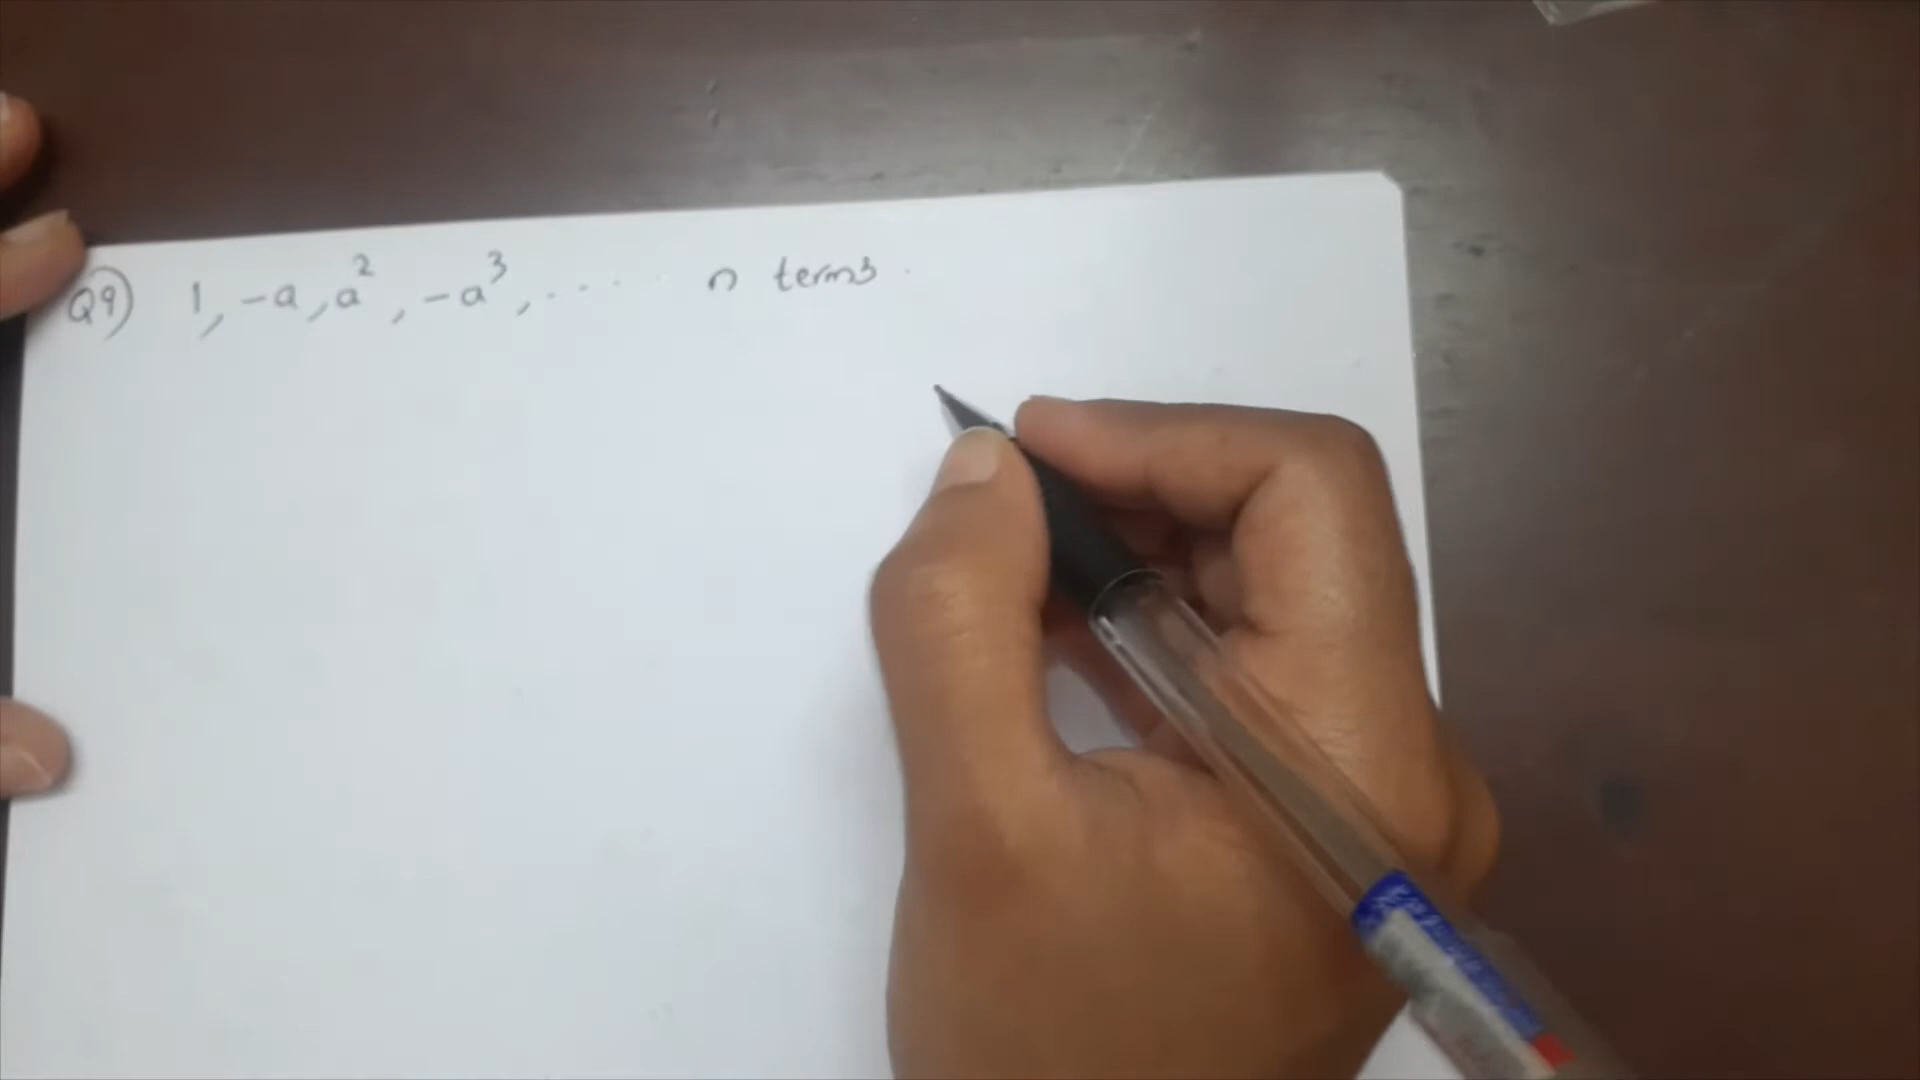 Q9) 1, -a, a², -a³, ..... n terms.